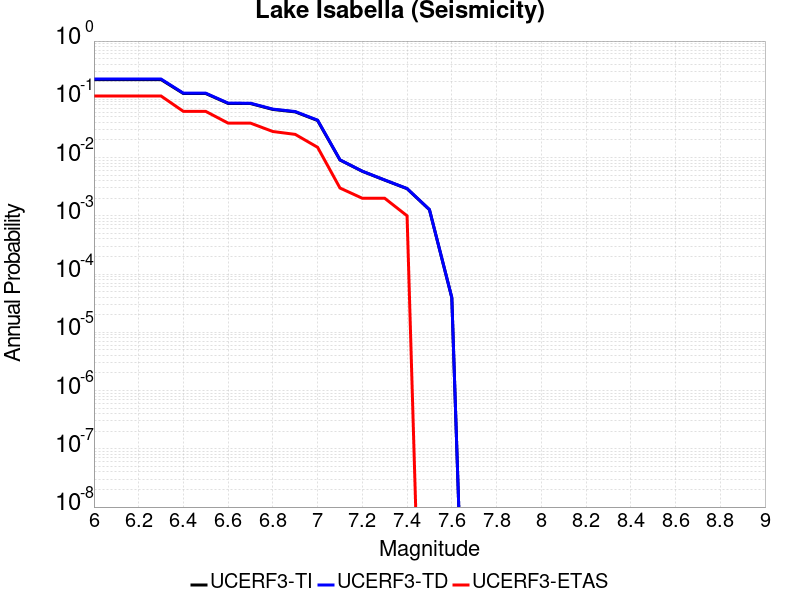 Lake Isabella (Seismicity)
10^0
10^-1
10^-2
10^-3
10^-4
10^-5
10^-6
10^-7
10^-8
Annual Probability
6 6.2 6.4 6.6 6.8 7 7.2 7.4 7.6 7.8 8 8.2 8.4 8.6 8.8 9
Magnitude
UCERF3-TI UCERF3-TD UCERF3-ETAS